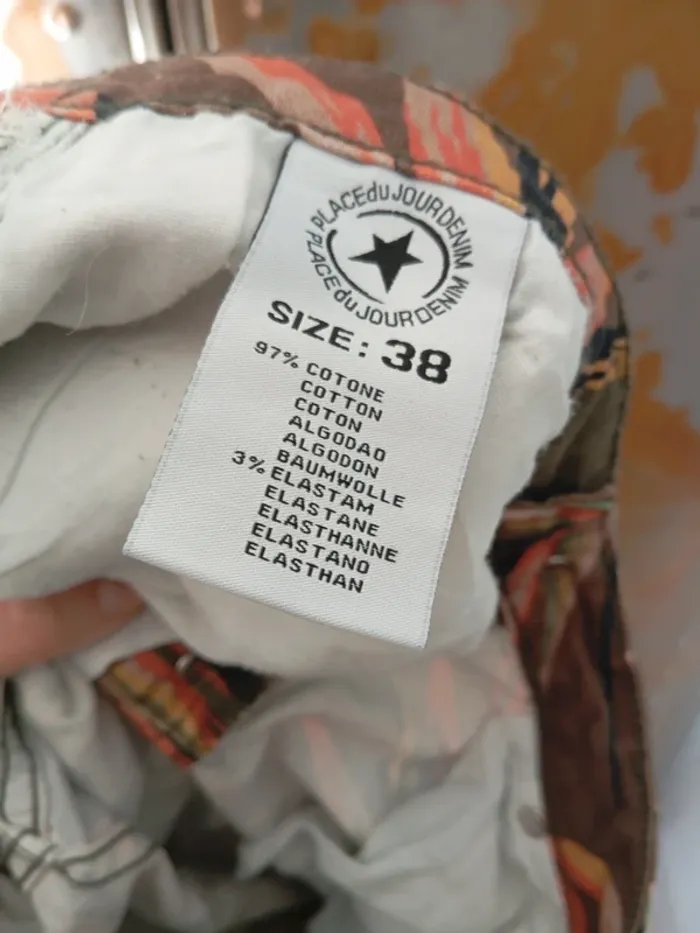 PLACEduJOURDENIM
PLACEduJOURDENIM
SIZE: 38
97% COTONE
COTTON
COTON
ALGODAO
ALGODON
BAUMWOLLE
3% ELASTAM
ELASTANE
ELASTHANNE
ELASTANO
ELASTHAN